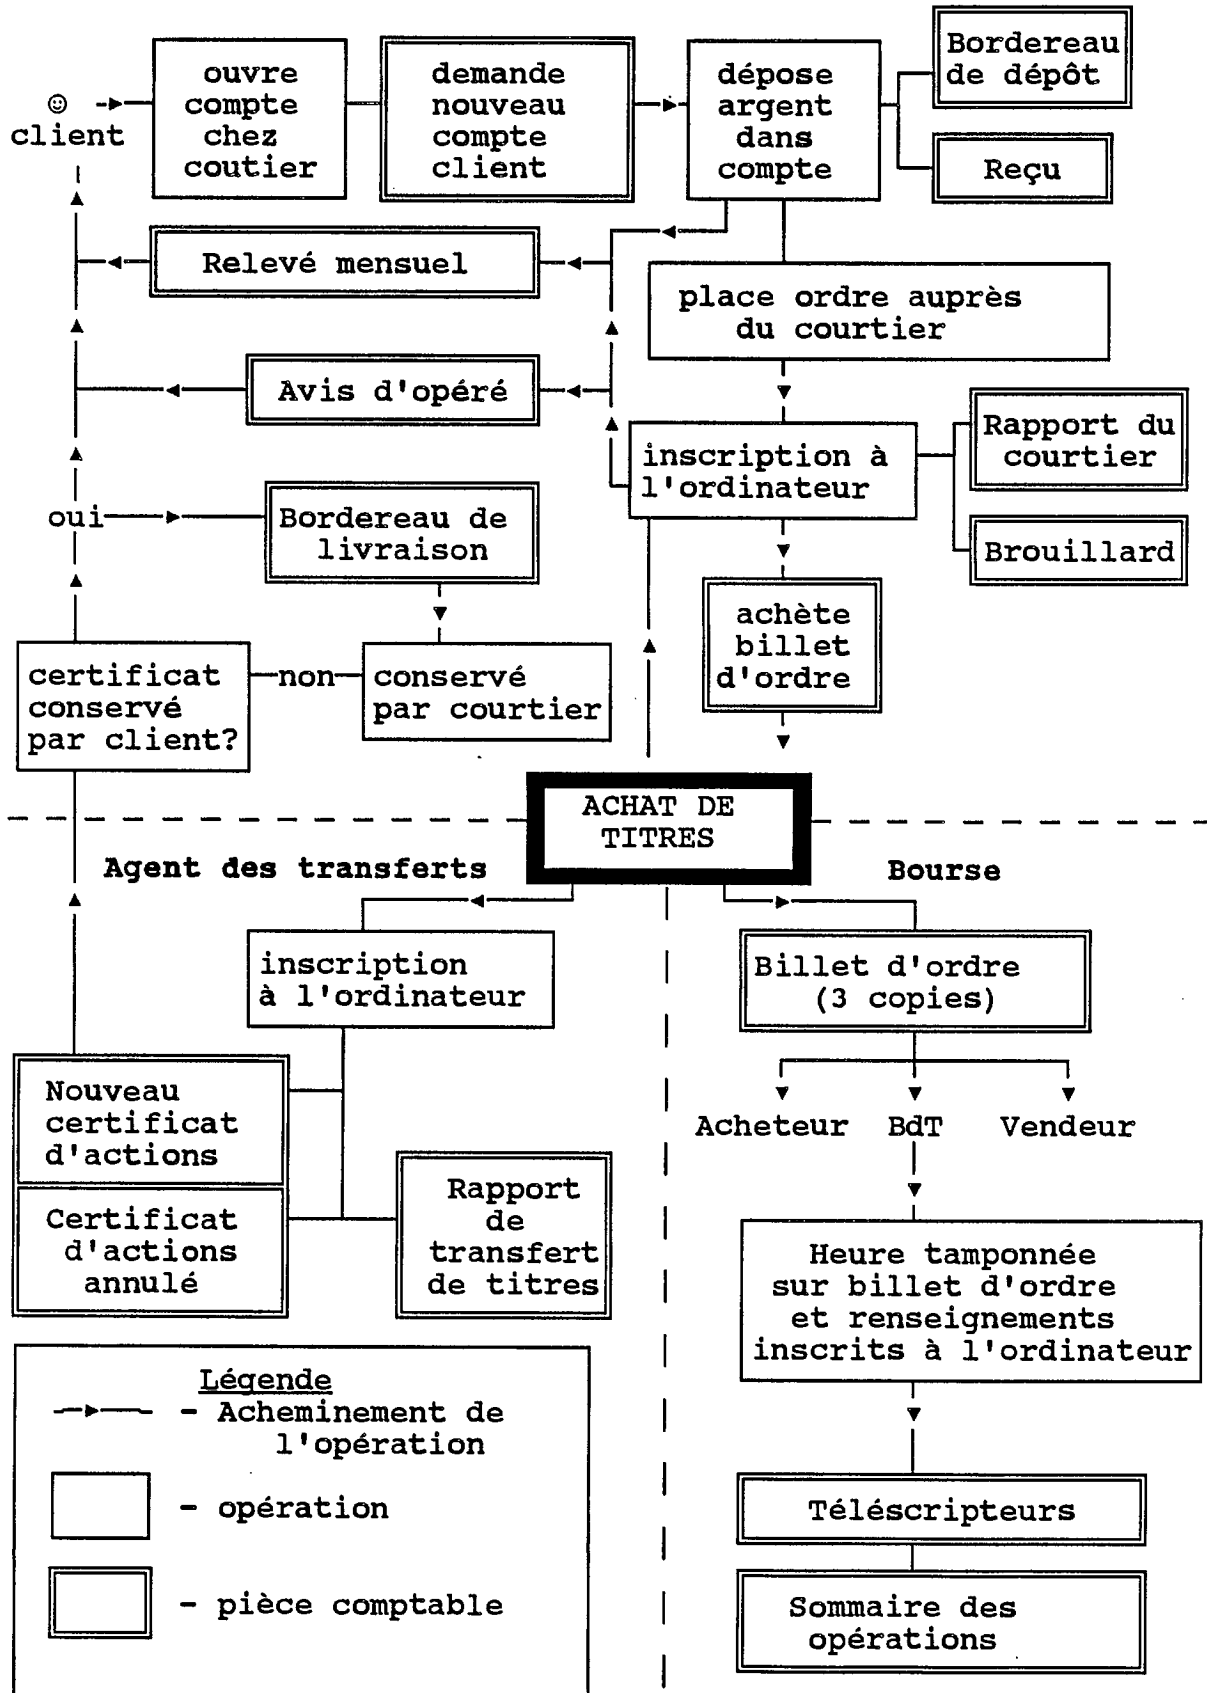 ouvre
compte
chez
coutier
demande
nouveau
compte
client
dépose
argent
dans
compte
Bordereau
de dépôt
Reçu
☺
client
Relevé mensuel
place ordre auprès
du courtier
Avis d'opéré
inscription à
l'ordinateur
Rapport du
courtier
Brouillard
oui
Bordereau de
livraison
achète
billet
d'ordre
certificat
conservé
par client?
non
conservé
par courtier
ACHAT DE
TITRES
Agent des transferts
Bourse
inscription
à l'ordinateur
Billet d'ordre
(3 copies)
Acheteur
BdT
Vendeur
Nouveau
certificat
d'actions
Certificat
d'actions
annulé
Rapport
de
transfert
de titres
Heure tamponnée
sur billet d'ordre
et renseignements
inscrits à l'ordinateur
Téléscripteurs
Sommaire des
opérations
Légende
- Acheminement de
l'opération
- opération
- pièce comptable